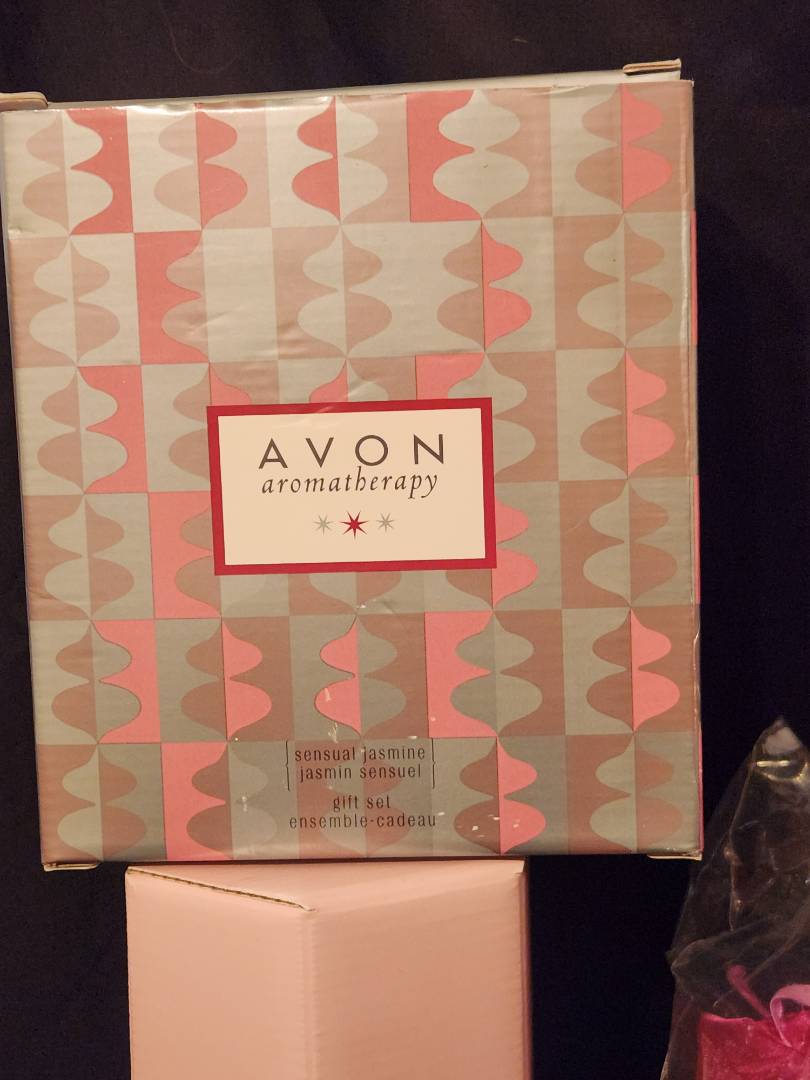 AVON
aromatherapy
sensual jasmine
jasmin sensuel
gift set
ensemble-cadeau